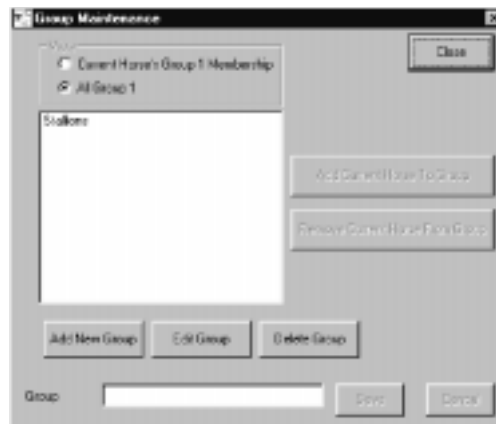 Group Maintenance
View
Current Horse's Group 1 Membership
All Group 1
Close
Stallions
Add Current Horse To Group
Remove Current Horse From Group
Add New Group
Edit Group
Delete Group
Group
Save
Cancel